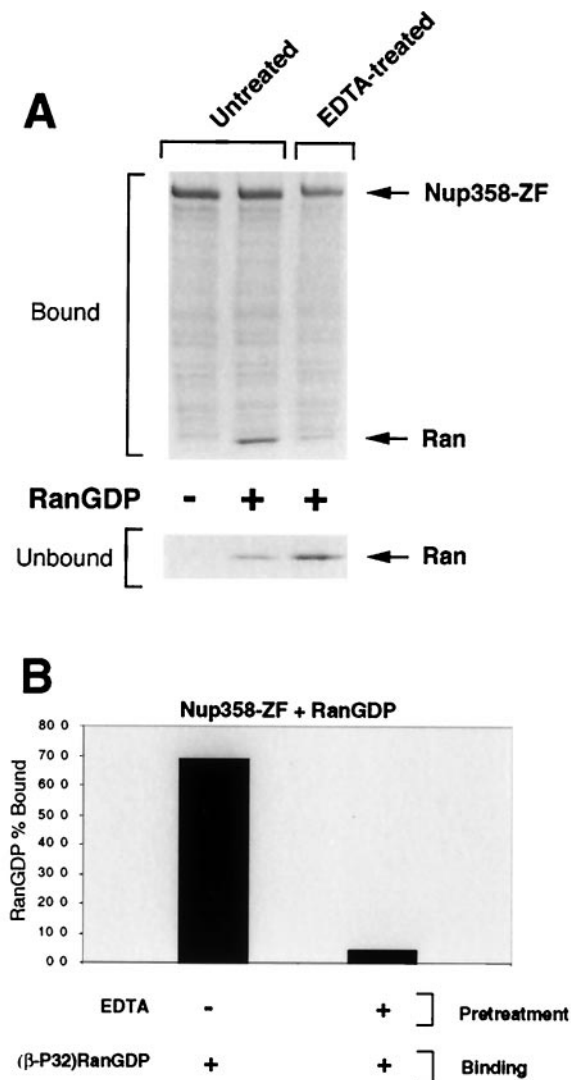 A
Untreated
EDTA-treated
Nup358-ZF
Bound
Ran
RanGDP - + +
Unbound
Ran
B
Nup358-ZF + RanGDP
RanGDP % Bound
80 0
70 0
60 0
50 0
40 0
30 0
20 0
10 0
0 0
EDTA - + Pretreatment
(β-P32)RanGDP + + Binding